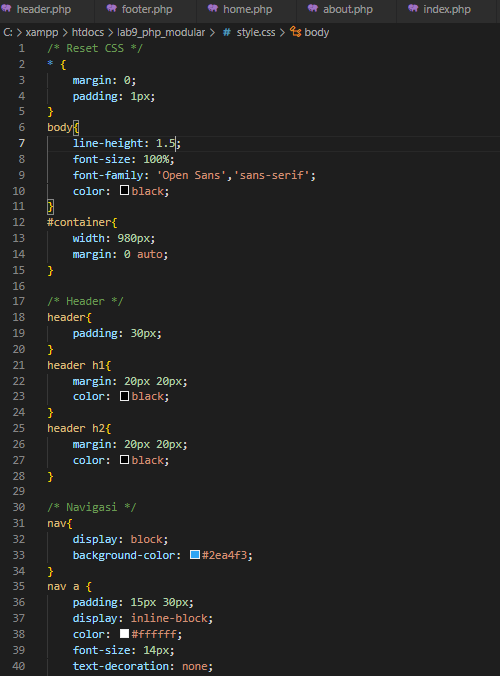 header.php footer.php home.php about.php index.php
C: > xampp > htdocs > lab9_php_modular > # style.css > body
1 /* Reset CSS */
2 * {
3 margin: 0;
4 padding: 1px;
5 }
6 body{
7 line-height: 1.5;
8 font-size: 100%;
9 font-family: 'Open Sans','sans-serif';
10 color: black;
11 }
12 #container{
13 width: 980px;
14 margin: 0 auto;
15 }
16
17 /* Header */
18 header{
19 padding: 30px;
20 }
21 header h1{
22 margin: 20px 20px;
23 color: black;
24 }
25 header h2{
26 margin: 20px 20px;
27 color: black;
28 }
29
30 /* Navigasi */
31 nav{
32 display: block;
33 background-color: #2ea4f3;
34 }
35 nav a {
36 padding: 15px 30px;
37 display: inline-block;
38 color: #ffffff;
39 font-size: 14px;
40 text-decoration: none;